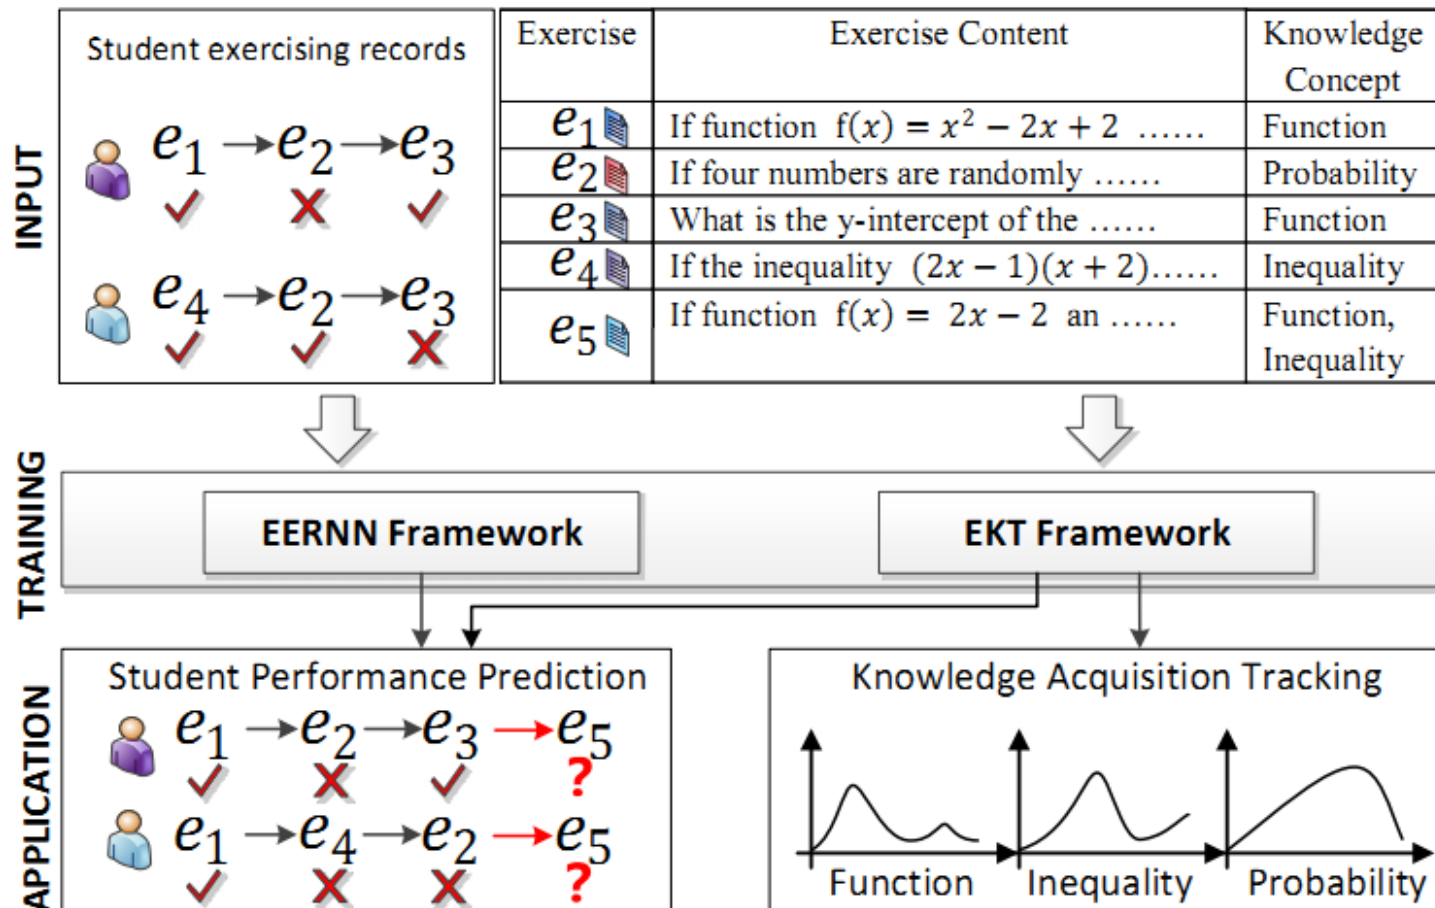 INPUT
Student exercising records
e₁ → e₂ → e₃
✓ ✗ ✓
e₄ → e₂ → e₃
✓ ✓ ✗
Exercise Exercise Content Knowledge
Concept
e₁ If function f(x) = x² − 2x + 2 …… Function
e₂ If four numbers are randomly …… Probability
e₃ What is the y-intercept of the …… Function
e₄ If the inequality (2x − 1)(x + 2)…… Inequality
e₅ If function f(x) = 2x − 2 an …… Function,
Inequality
TRAINING
EERNN Framework
EKT Framework
APPLICATION
Student Performance Prediction
e₁ → e₂ → e₃ → e₅
✓ ✗ ✓ ?
e₁ → e₄ → e₂ → e₅
✓ ✗ ✗ ?
Knowledge Acquisition Tracking
Function Inequality Probability